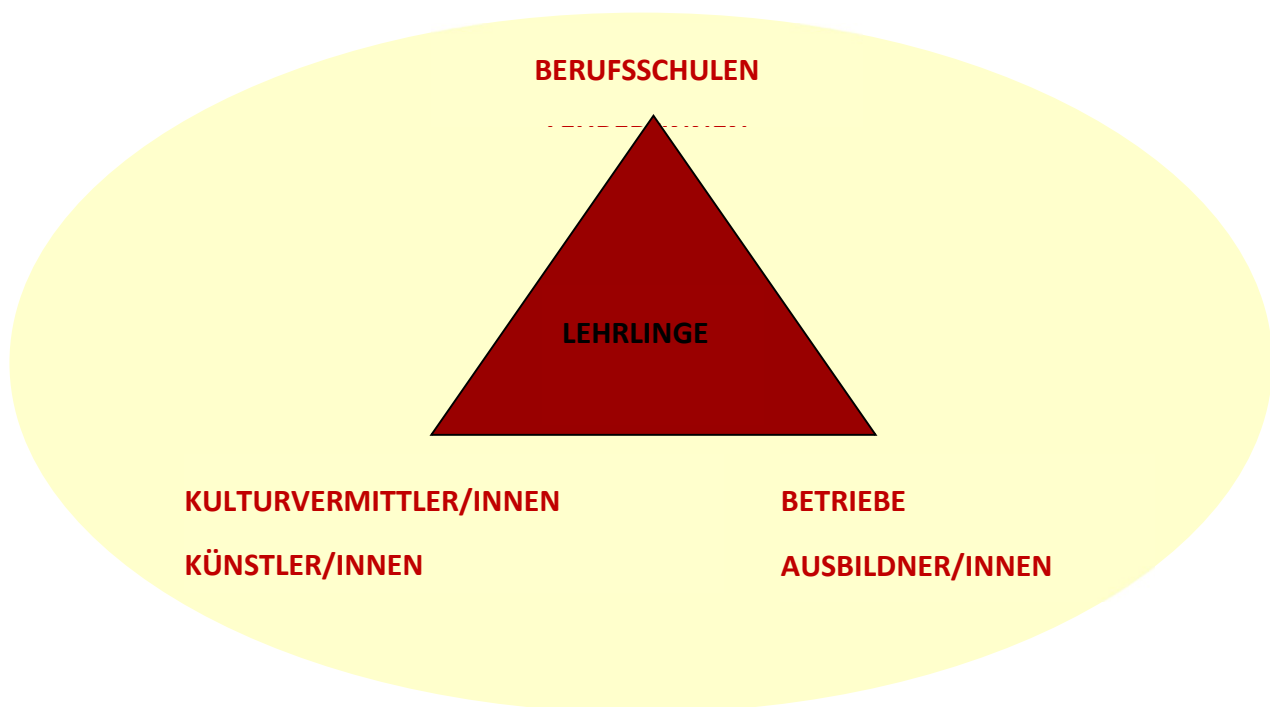 BERUFSSCHULEN
LEHRLINGE
KULTURVERMITTLER/INNEN
KÜNSTLER/INNEN
BETRIEBE
AUSBILDNER/INNEN